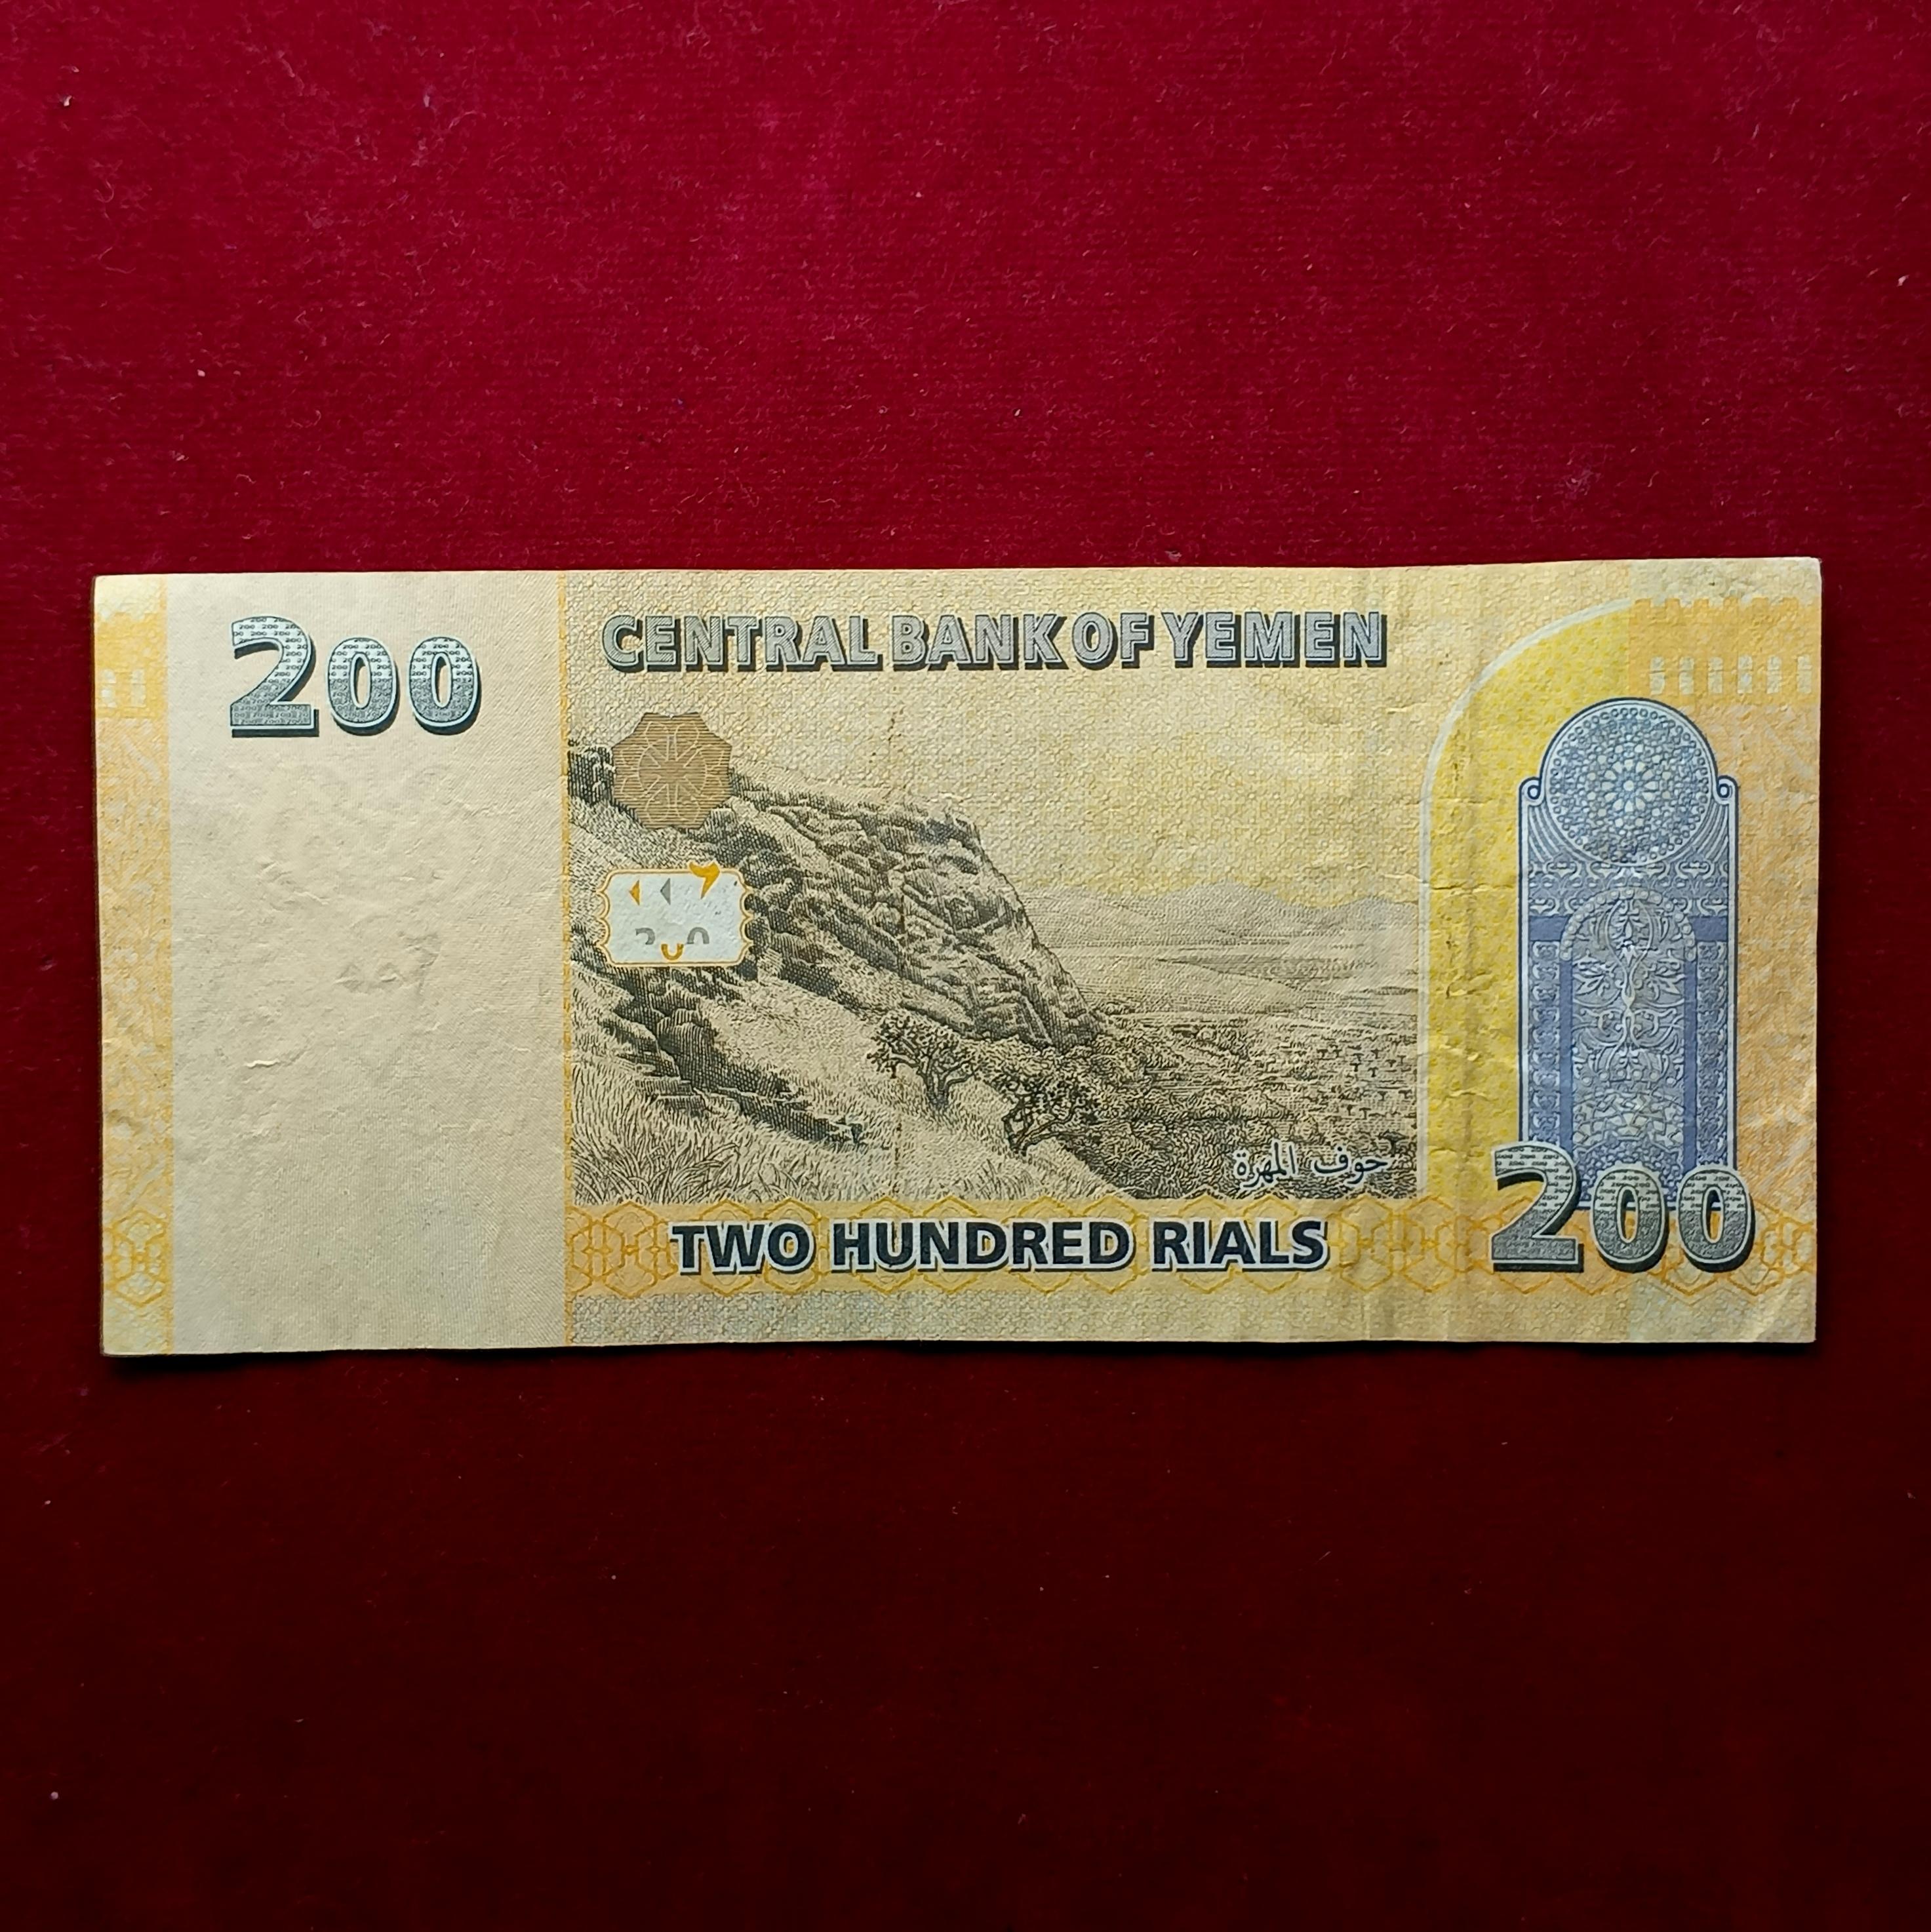 200
CENTRAL BANK OF YEMEN
حوف المهرة
TWO HUNDRED RIALS
200